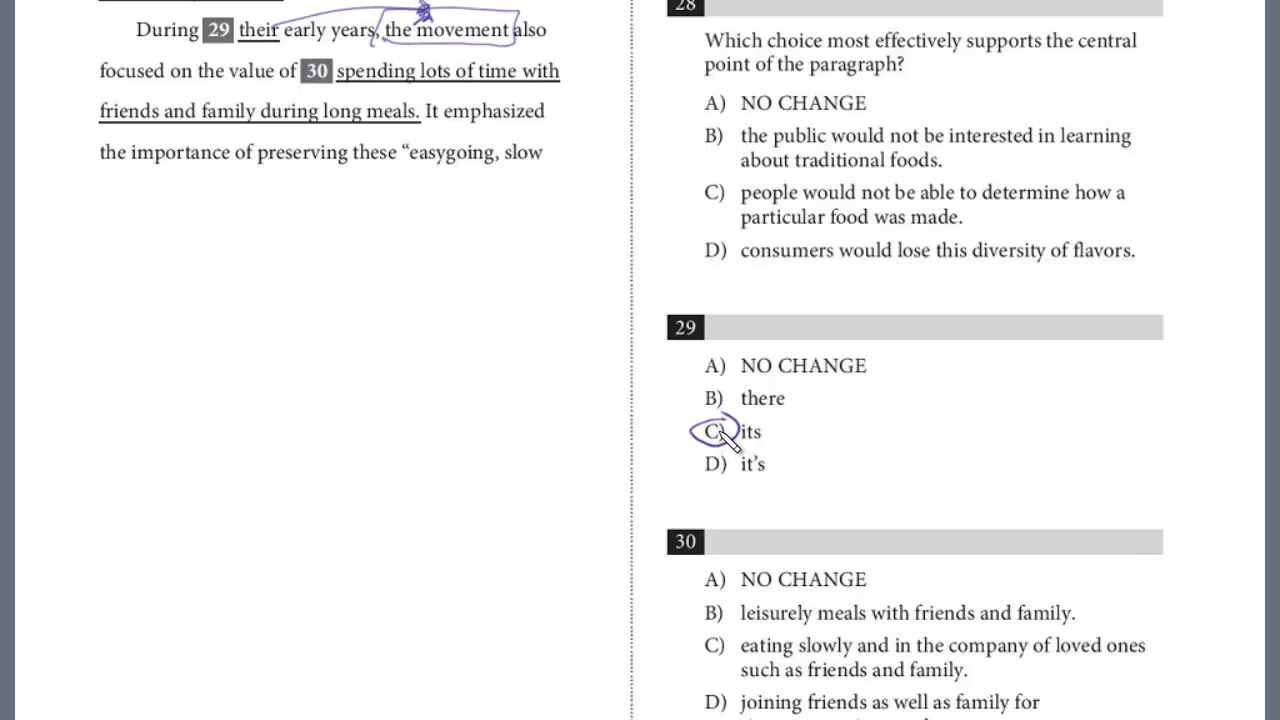 During 29 their early years, the movement also
focused on the value of 30 spending lots of time with
friends and family during long meals. It emphasized
the importance of preserving these “easygoing, slow
28
Which choice most effectively supports the central
point of the paragraph?
A) NO CHANGE
B) the public would not be interested in learning
about traditional foods.
C) people would not be able to determine how a
particular food was made.
D) consumers would lose this diversity of flavors.
29
A) NO CHANGE
B) there
C) its
D) it’s
30
A) NO CHANGE
B) leisurely meals with friends and family.
C) eating slowly and in the company of loved ones
such as friends and family.
D) joining friends as well as family for